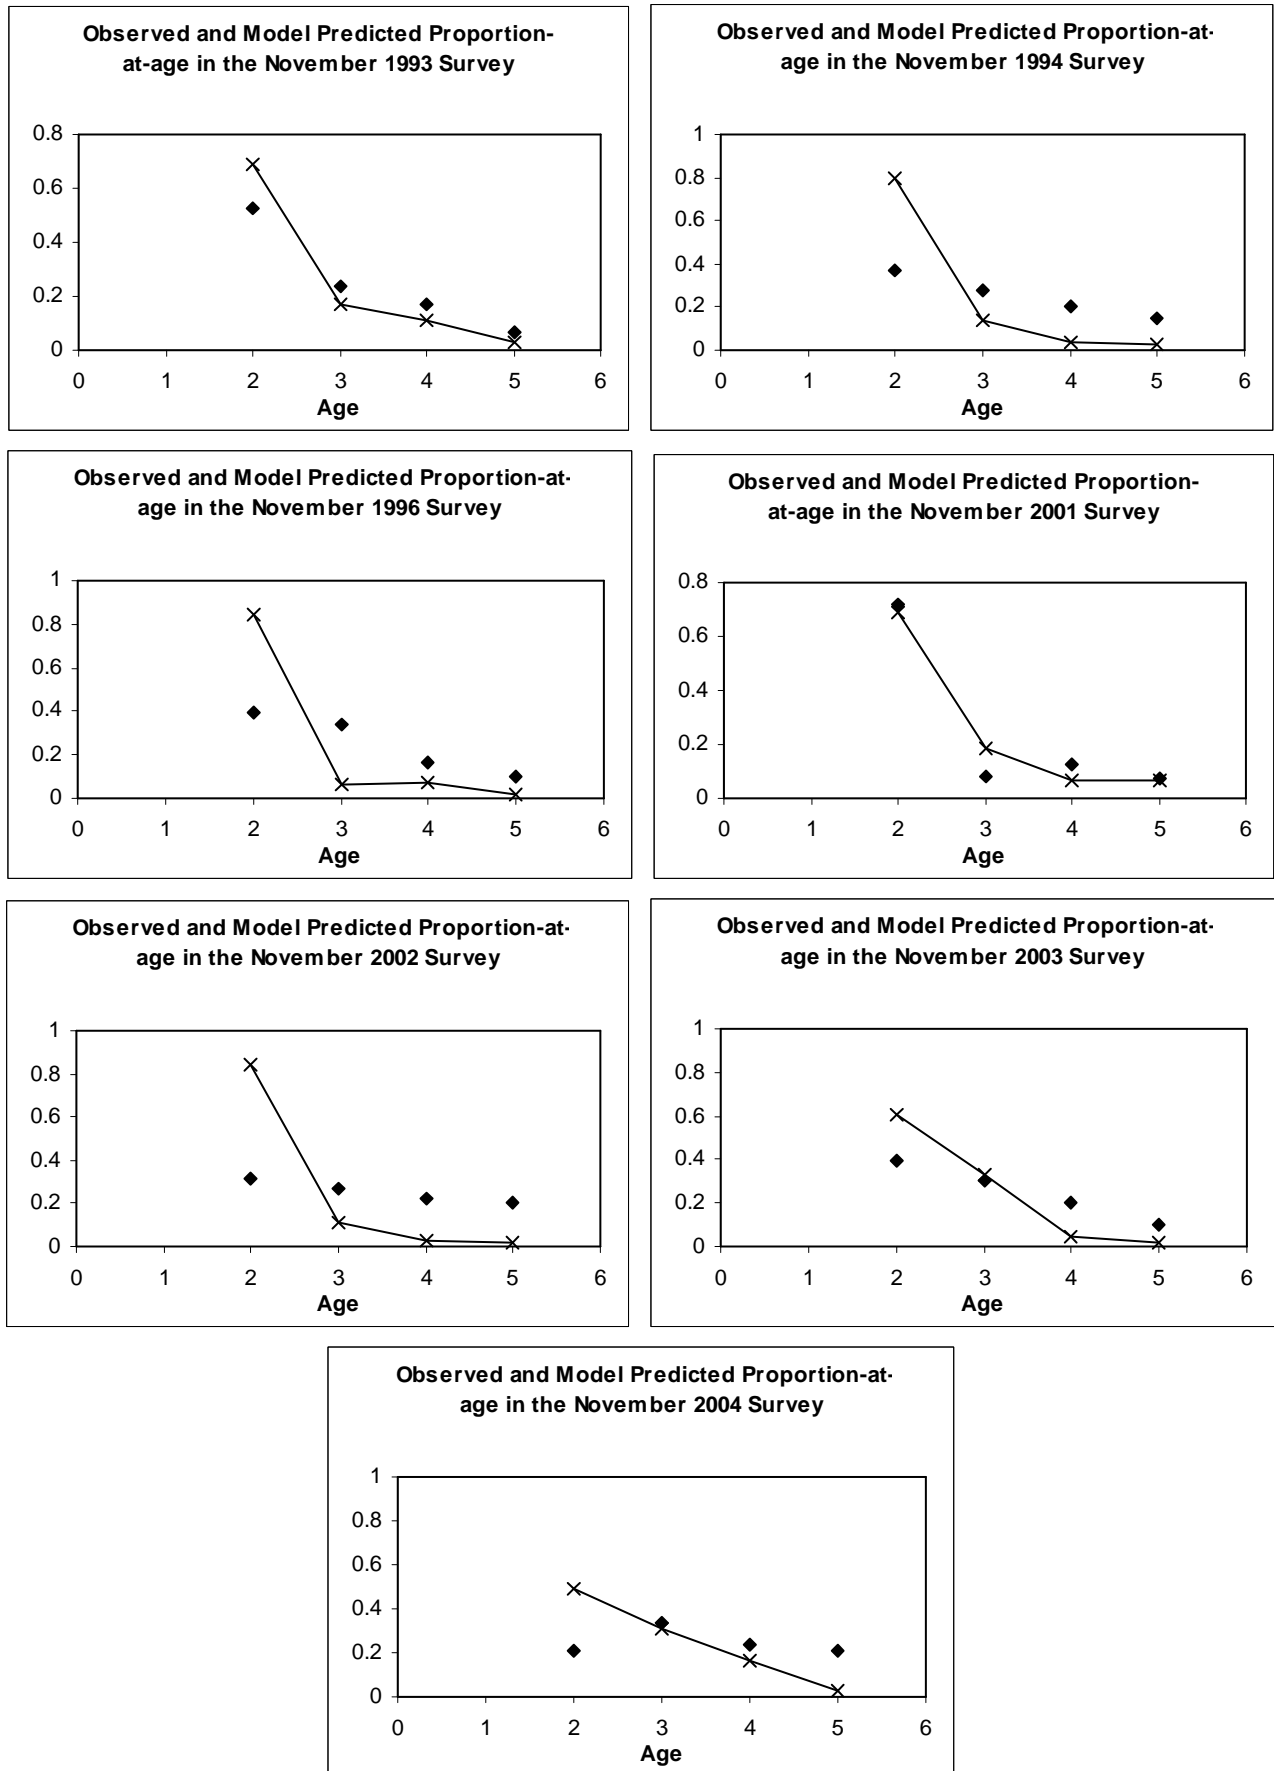 Observed and Model Predicted Proportion-
at-age in the November 1993 Survey
0.8
0.6
0.4
0.2
0
0 1 2 3 4 5 6
Age
Observed and Model Predicted Proportion-at-
age in the November 1994 Survey
1
0.8
0.6
0.4
0.2
0
0 1 2 3 4 5 6
Age
Observed and Model Predicted Proportion-at-
age in the November 1996 Survey
1
0.8
0.6
0.4
0.2
0
0 1 2 3 4 5 6
Age
Observed and Model Predicted Proportion-
at-age in the November 2001 Survey
0.8
0.6
0.4
0.2
0
0 1 2 3 4 5 6
Age
Observed and Model Predicted Proportion-at-
age in the November 2002 Survey
1
0.8
0.6
0.4
0.2
0
0 1 2 3 4 5 6
Age
Observed and Model Predicted Proportion-at-
age in the November 2003 Survey
1
0.8
0.6
0.4
0.2
0
0 1 2 3 4 5 6
Age
Observed and Model Predicted Proportion-at-
age in the November 2004 Survey
1
0.8
0.6
0.4
0.2
0
0 1 2 3 4 5 6
Age